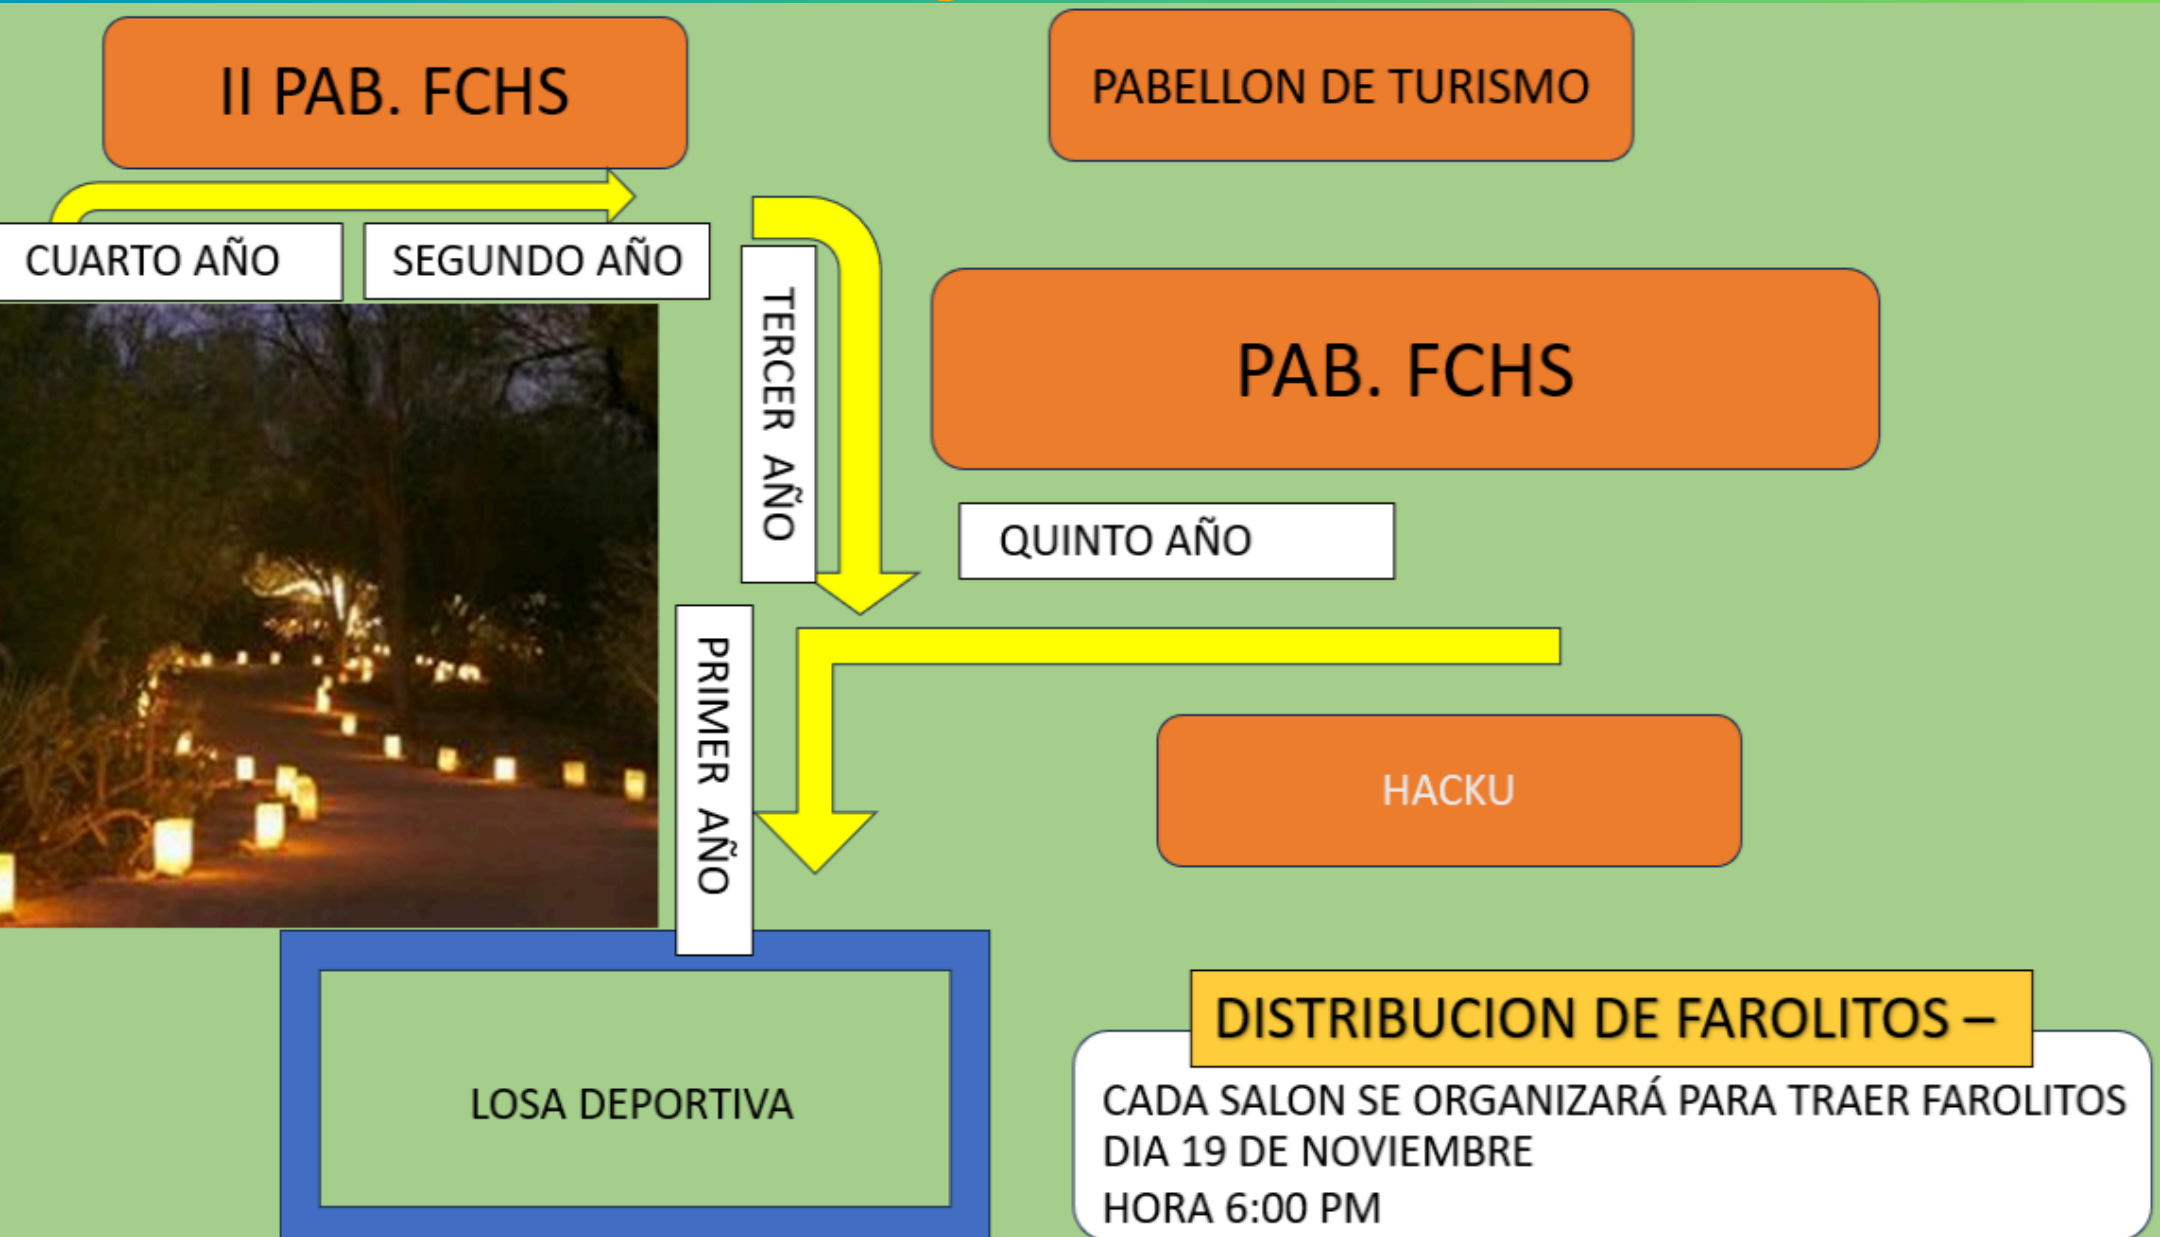 II PAB. FCHS
PABELLON DE TURISMO
CUARTO AÑO
SEGUNDO AÑO
TERCER AÑO
PAB. FCHS
QUINTO AÑO
PRIMER AÑO
HACKU
LOSA DEPORTIVA
DISTRIBUCION DE FAROLITOS –
CADA SALON SE ORGANIZARÁ PARA TRAER FAROLITOS
DIA 19 DE NOVIEMBRE
HORA 6:00 PM